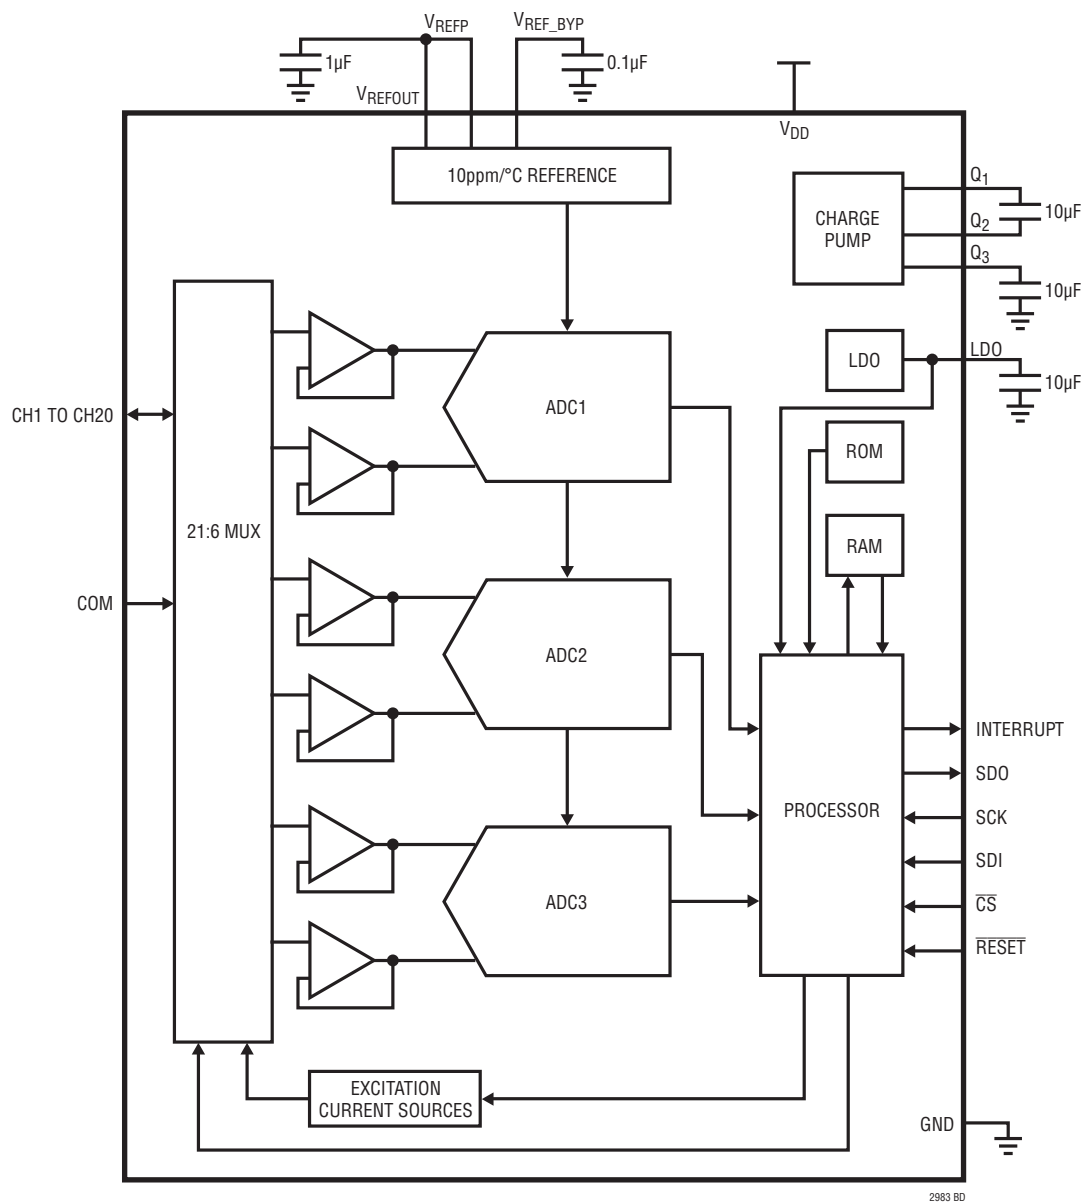 VREFP
VREF_BYP
1µF
0.1µF
VREFOUT
VDD
10ppm/°C REFERENCE
Q1
CHARGE
PUMP
10µF
Q2
Q3
10µF
LDO
LDO
10µF
ADC1
CH1 TO CH20
ROM
21:6 MUX
RAM
COM
ADC2
INTERRUPT
SDO
PROCESSOR
SCK
SDI
ADC3
C̅S̅
R̅E̅S̅E̅T̅
EXCITATION
CURRENT SOURCES
GND
2983 BD